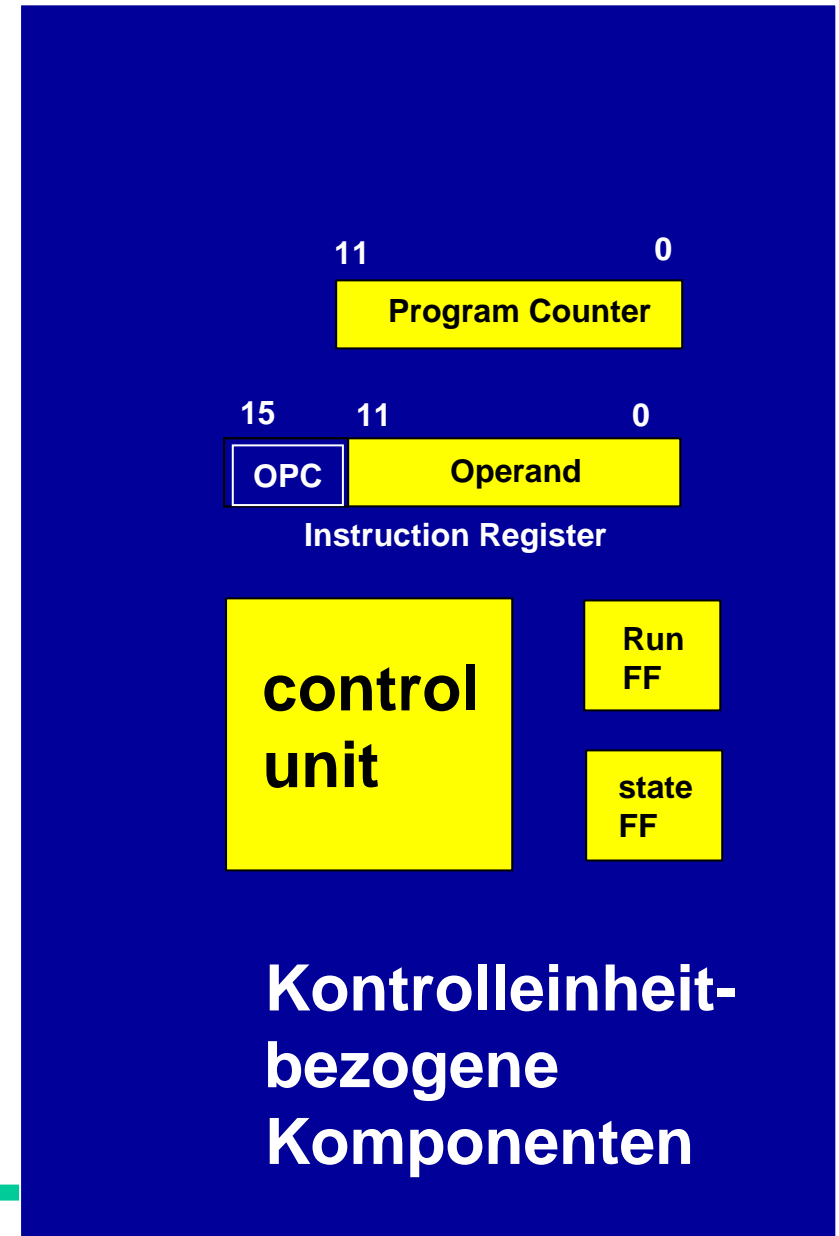 11 0
Program Counter
15 11 0
OPC Operand
Instruction Register
control
unit
Run
FF
state
FF
Kontrolleinheit-
bezogene
Komponenten